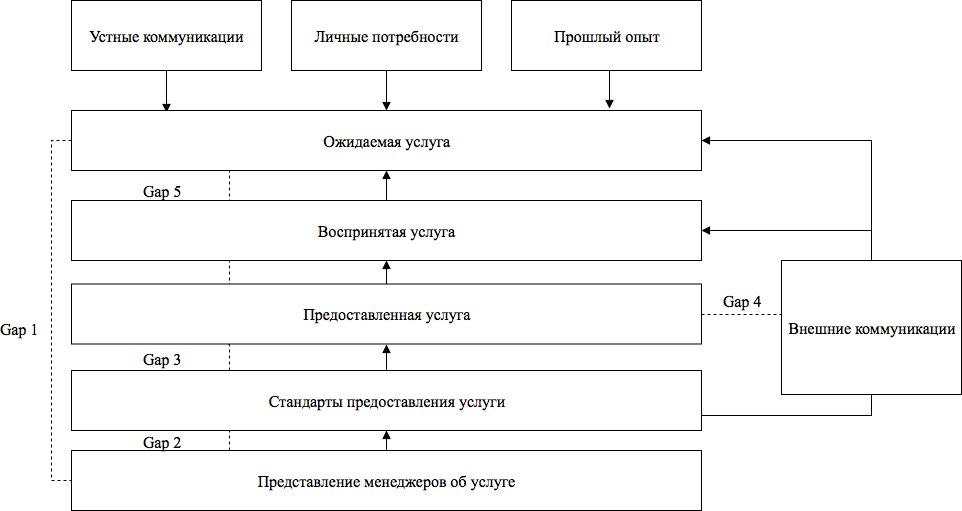 Устные коммуникации
Личные потребности
Прошлый опыт
Ожидаемая услуга
Gap 5
Воспринятая услуга
Предоставленная услуга
Gap 4
Внешние коммуникации
Gap 1
Gap 3
Стандарты предоставления услуги
Gap 2
Представление менеджеров об услуге